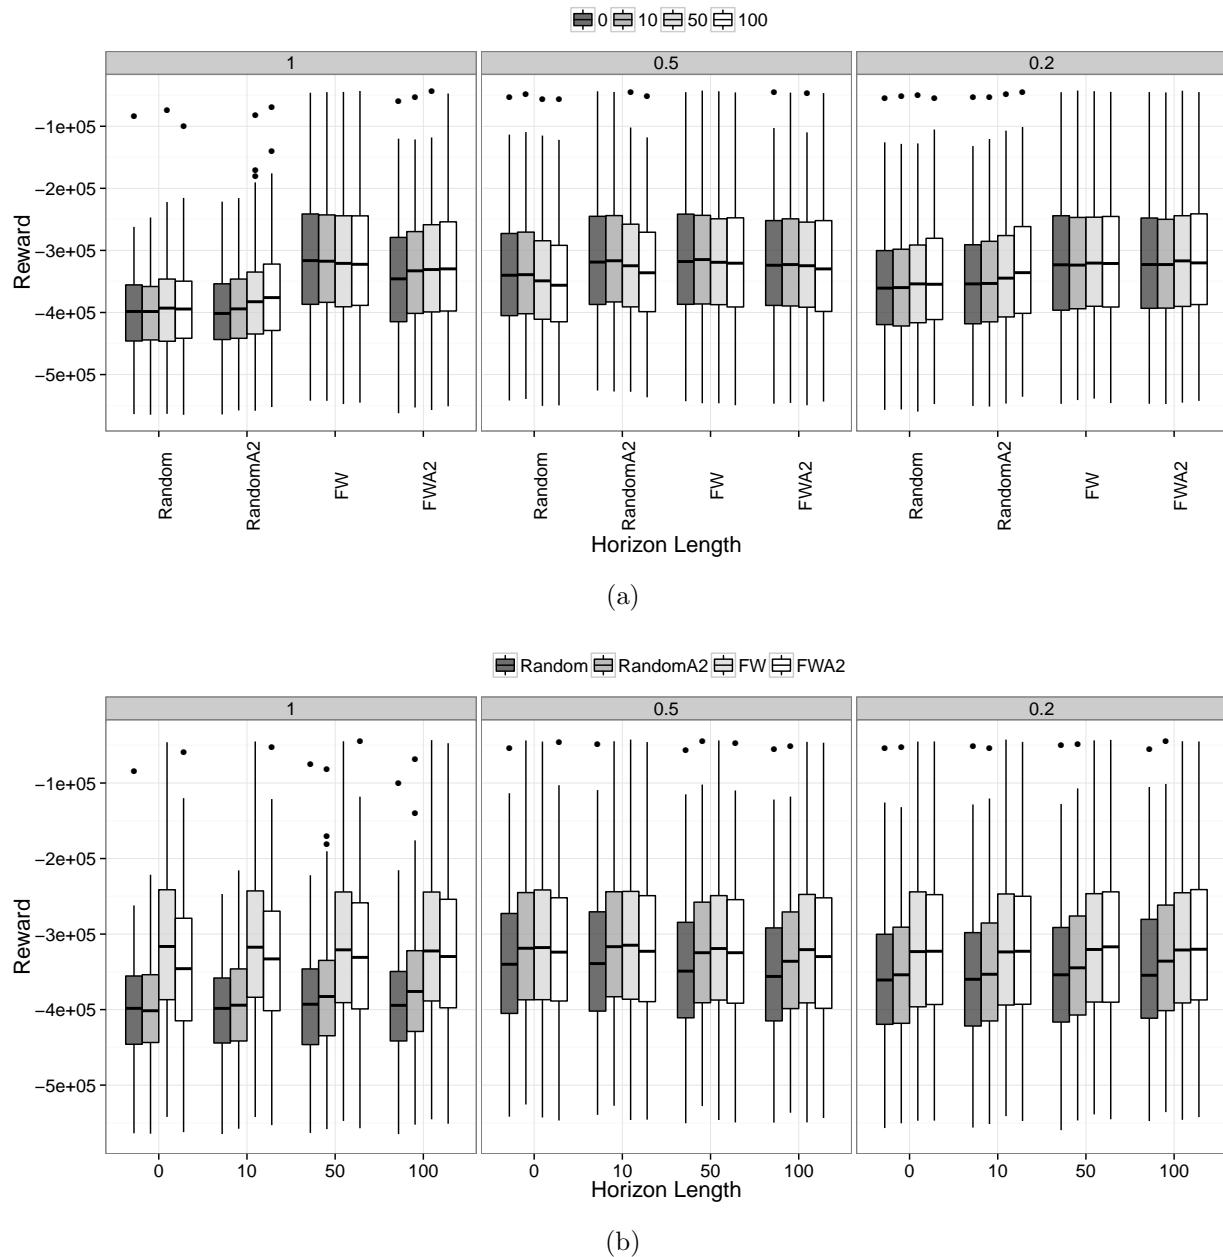 0 10 50 100
1 0.5 0.2
−1e+05
−2e+05
−3e+05
−4e+05
−5e+05
Reward
Random RandomA2 FW FWA2 Random RandomA2 FW FWA2 Random RandomA2 FW FWA2
Horizon Length
(a)
Random RandomA2 FW FWA2
1 0.5 0.2
−1e+05
−2e+05
−3e+05
−4e+05
−5e+05
Reward
0 10 50 100 0 10 50 100 0 10 50 100
Horizon Length
(b)